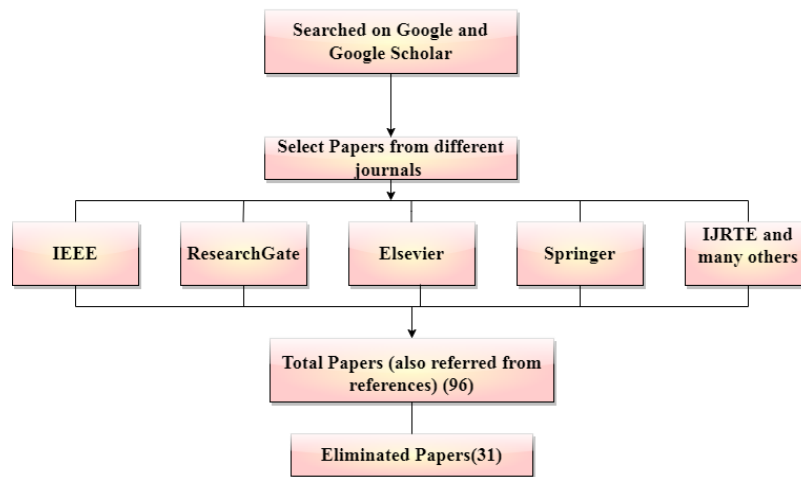 Searched on Google and
Google Scholar
Select Papers from different
journals
IEEE
ResearchGate
Elsevier
Springer
IJRTE and
many others
Total Papers (also referred from
references) (96)
Eliminated Papers(31)